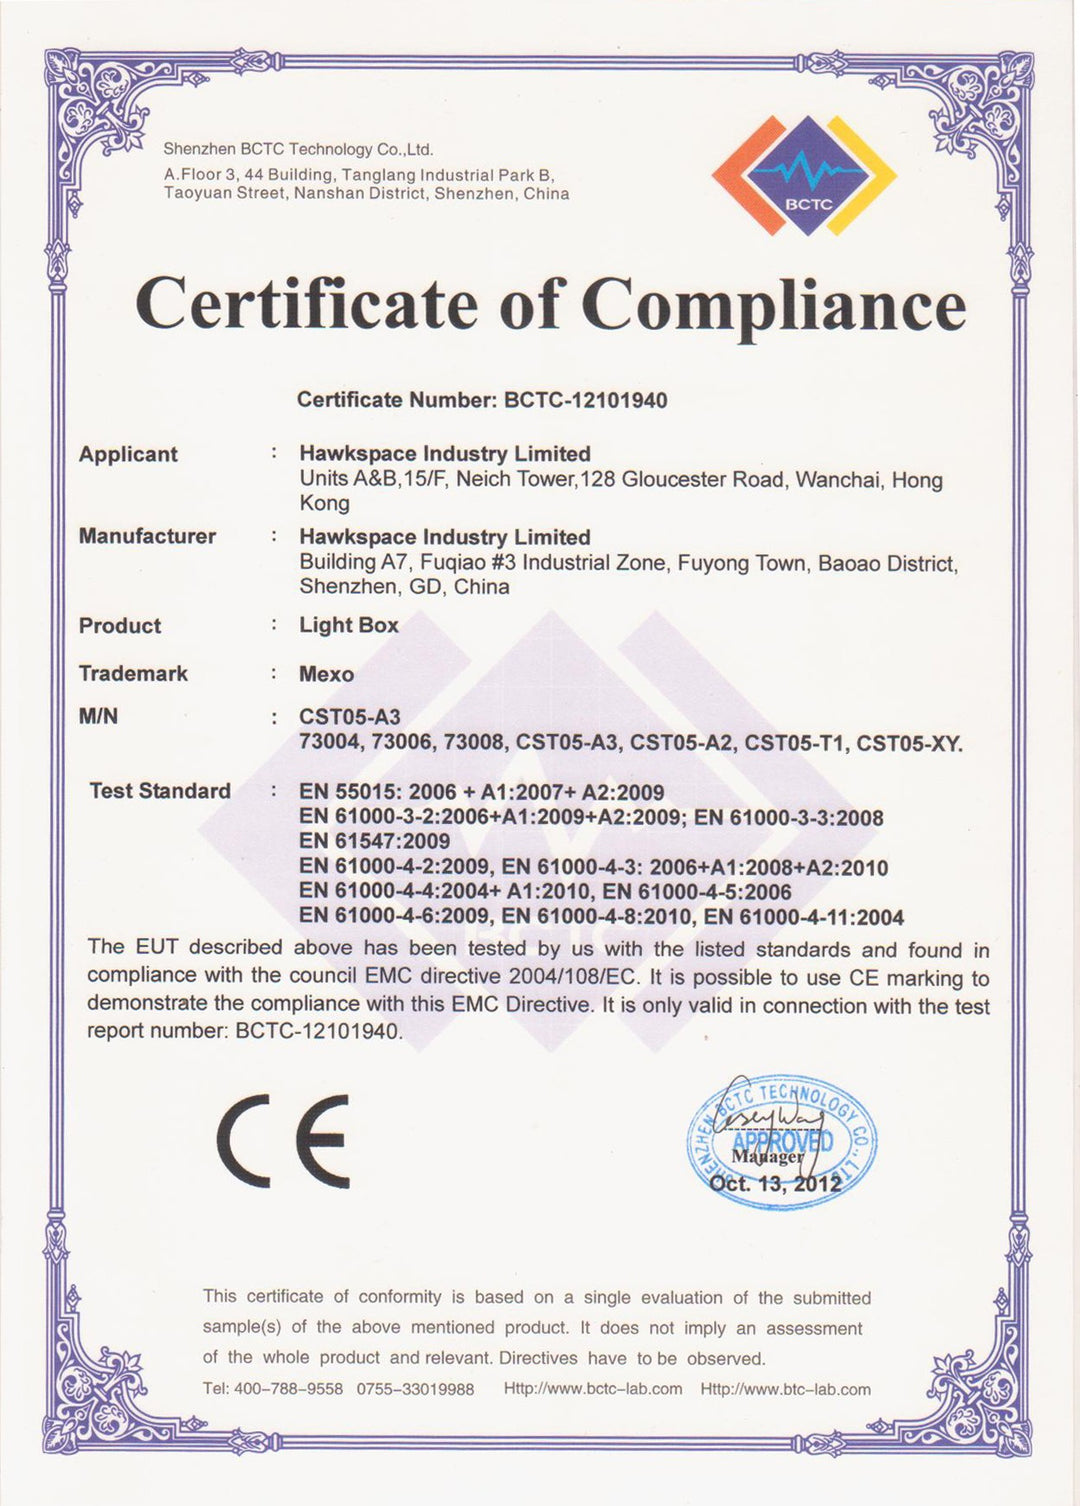 Shenzhen BCTC Technology Co.,Ltd.
A.Floor 3, 44 Building, Tanglang Industrial Park B,
Taoyuan Street, Nanshan District, Shenzhen, China
BCTC
Certificate of Compliance
Certificate Number: BCTC-12101940
Applicant : Hawkspace Industry Limited
Units A&B,15/F, Neich Tower,128 Gloucester Road, Wanchai, Hong
Kong
Manufacturer : Hawkspace Industry Limited
Building A7, Fuqiao #3 Industrial Zone, Fuyong Town, Baoao District,
Shenzhen, GD, China
Product : Light Box
Trademark : Mexo
M/N : CST05-A3
73004, 73006, 73008, CST05-A3, CST05-A2, CST05-T1, CST05-XY.
Test Standard : EN 55015: 2006 + A1:2007+ A2:2009
EN 61000-3-2:2006+A1:2009+A2:2009; EN 61000-3-3:2008
EN 61547:2009
EN 61000-4-2:2009, EN 61000-4-3: 2006+A1:2008+A2:2010
EN 61000-4-4:2004+ A1:2010, EN 61000-4-5:2006
EN 61000-4-6:2009, EN 61000-4-8:2010, EN 61000-4-11:2004
The EUT described above has been tested by us with the listed standards and found in
compliance with the council EMC directive 2004/108/EC. It is possible to use CE marking to
demonstrate the compliance with this EMC Directive. It is only valid in connection with the test
report number: BCTC-12101940.
CE
SHENZHEN BCTC TECHNOLOGY CO., LTD
APPROVED
Manager
Oct. 13, 2012
This certificate of conformity is based on a single evaluation of the submitted
sample(s) of the above mentioned product. It does not imply an assessment
of the whole product and relevant. Directives have to be observed.
Tel: 400-788-9558 0755-33019988 Http://www.bctc-lab.com Http://www.btc-lab.com